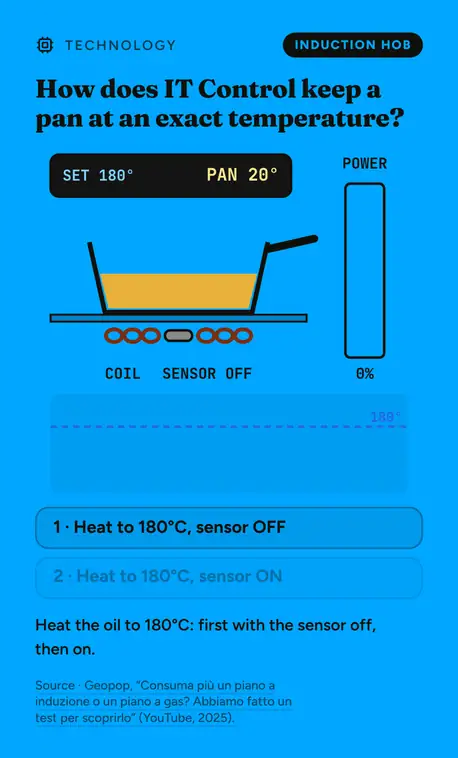 TECHNOLOGY
INDUCTION HOB
How does IT Control keep a
pan at an exact temperature?
SET 180°
PAN 20°
POWER
COIL
SENSOR OFF
0%
180°
1 · Heat to 180°C, sensor OFF
2 · Heat to 180°C, sensor ON
Heat the oil to 180°C: first with the sensor off,
then on.
Source · Geopop, “Consuma più un piano a
induzione o un piano a gas? Abbiamo fatto un
test per scoprirlo” (YouTube, 2025).